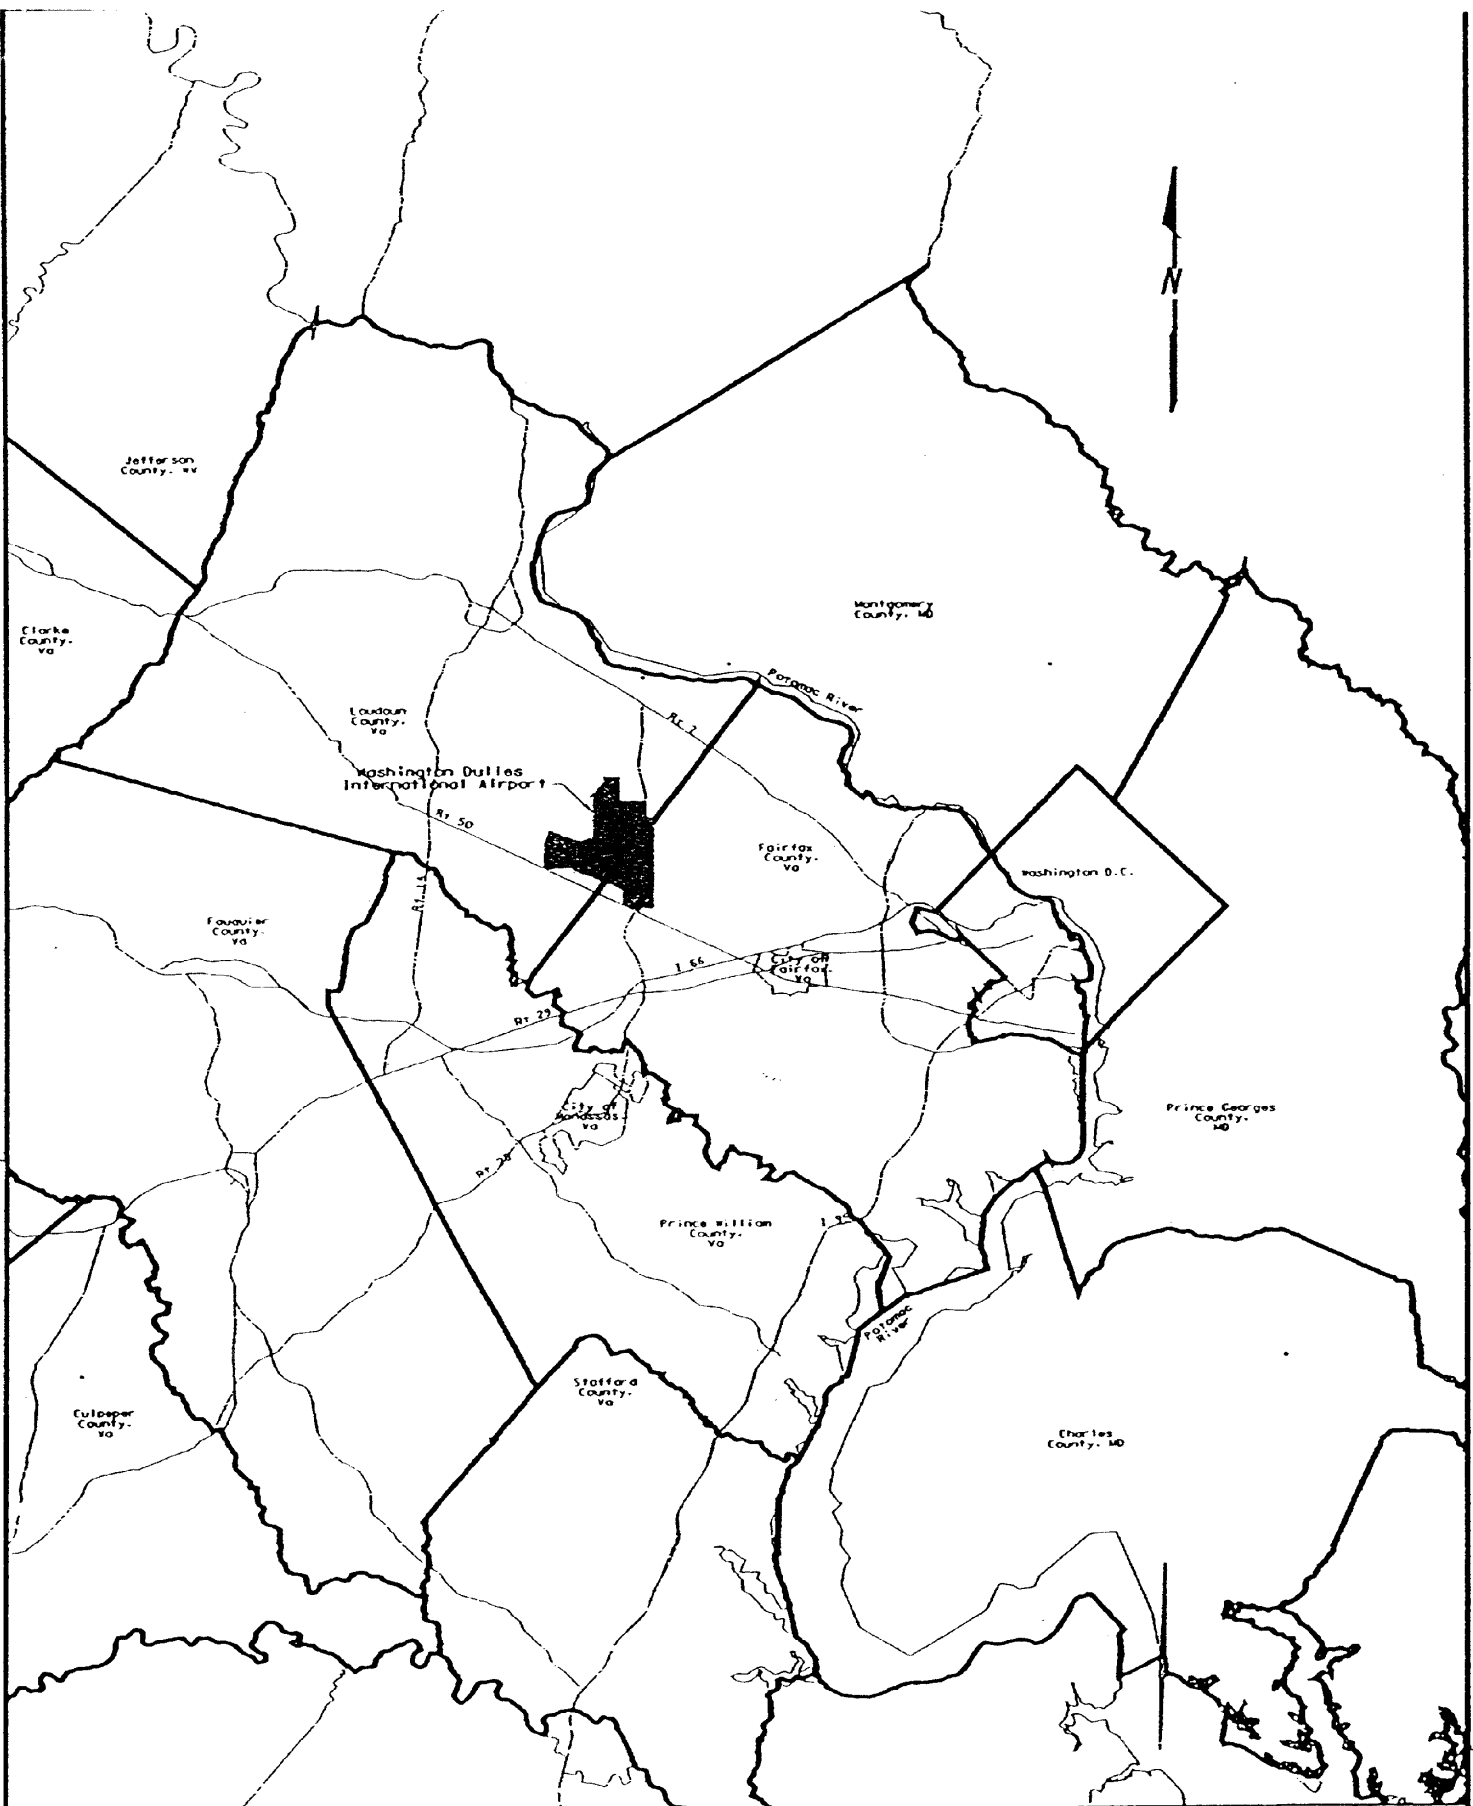 N
Jefferson
County. WV
Montgomery
County, MD
Clarke
County.
Va
Potomac River
Loudoun
County.
Va
Rt 7
Washington Dulles
International Airport
Rt 50
Fairfax
County.
Va
Washington D.C.
Rt 15
Fauquier
County.
Va
I 66
City of
Fairfax.
Va
Rt 29
City of
Manassas.
Va
Prince Georges
County.
MD
Rt 28
Prince William
County.
Va
I 95
Potomac
River
Stafford
County.
Va
Culpeper
County.
Va
Charles
County. MD